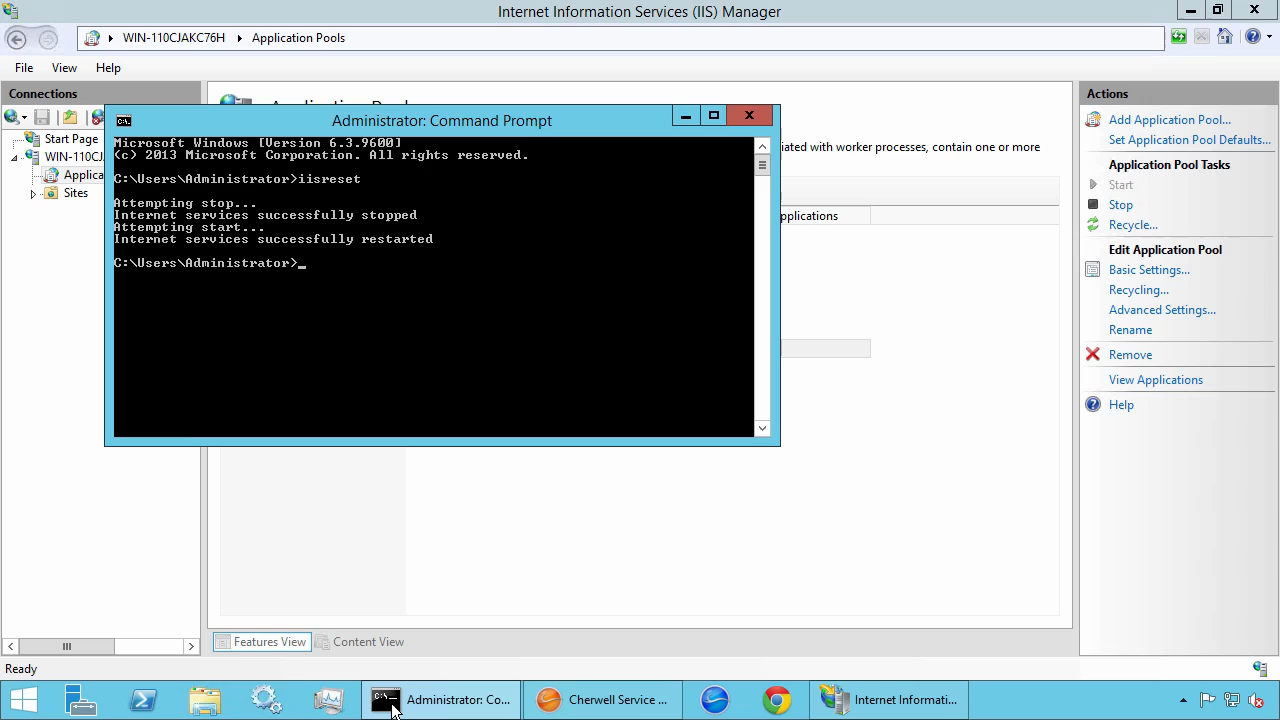 Internet Information Services (IIS) Manager
WIN-110CJAKC76H
Application Pools
File View Help
Connections
Start Page
WIN-110CJ
Applica
Sites
Administrator: Command Prompt
Microsoft Windows [Version 6.3.9600]
(c) 2013 Microsoft Corporation. All rights reserved.
C:\Users\Administrator>iisreset
Attempting stop...
Internet services successfully stopped
Attempting start...
Internet services successfully restarted
C:\Users\Administrator>_
iated with worker processes, contain one or more
pplications
Actions
Add Application Pool...
Set Application Pool Defaults...
Application Pool Tasks
Start
Stop
Recycle...
Edit Application Pool
Basic Settings...
Recycling...
Advanced Settings...
Rename
Remove
View Applications
Help
Features View
Content View
Ready
Administrator: Co...
Cherwell Service ...
Internet Informati...